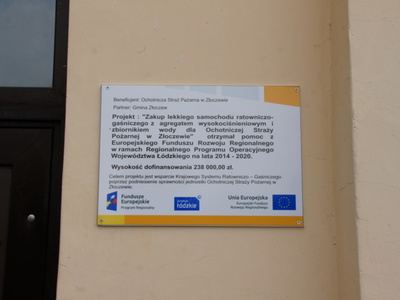 Beneficjent: Ochotnicza Straż Pożarna w Złoczewie
Partner: Gmina Złoczew
Projekt : "Zakup lekkiego samochodu ratowniczo-
gaśniczego z agregatem wysokociśnieniowym i
zbiornikiem wody dla Ochotniczej Straży
Pożarnej w Złoczewie" otrzymał pomoc z
Europejskiego Funduszu Rozwoju Regionalnego
w ramach Regionalnego Programu Operacyjnego
Województwa Łódzkiego na lata 2014 - 2020.
Wysokość dofinansowania 238 000,00 zł.
Celem projektu jest wsparcie Krajowego Systemu Ratowniczo – Gaśniczego
poprzez podniesienie sprawności jednostki Ochotniczej Straży Pożarnej w
Złoczewie.
Fundusze
Europejskie
Program Regionalny
łódzkie
Unia Europejska
Europejski Fundusz
Rozwoju Regionalnego